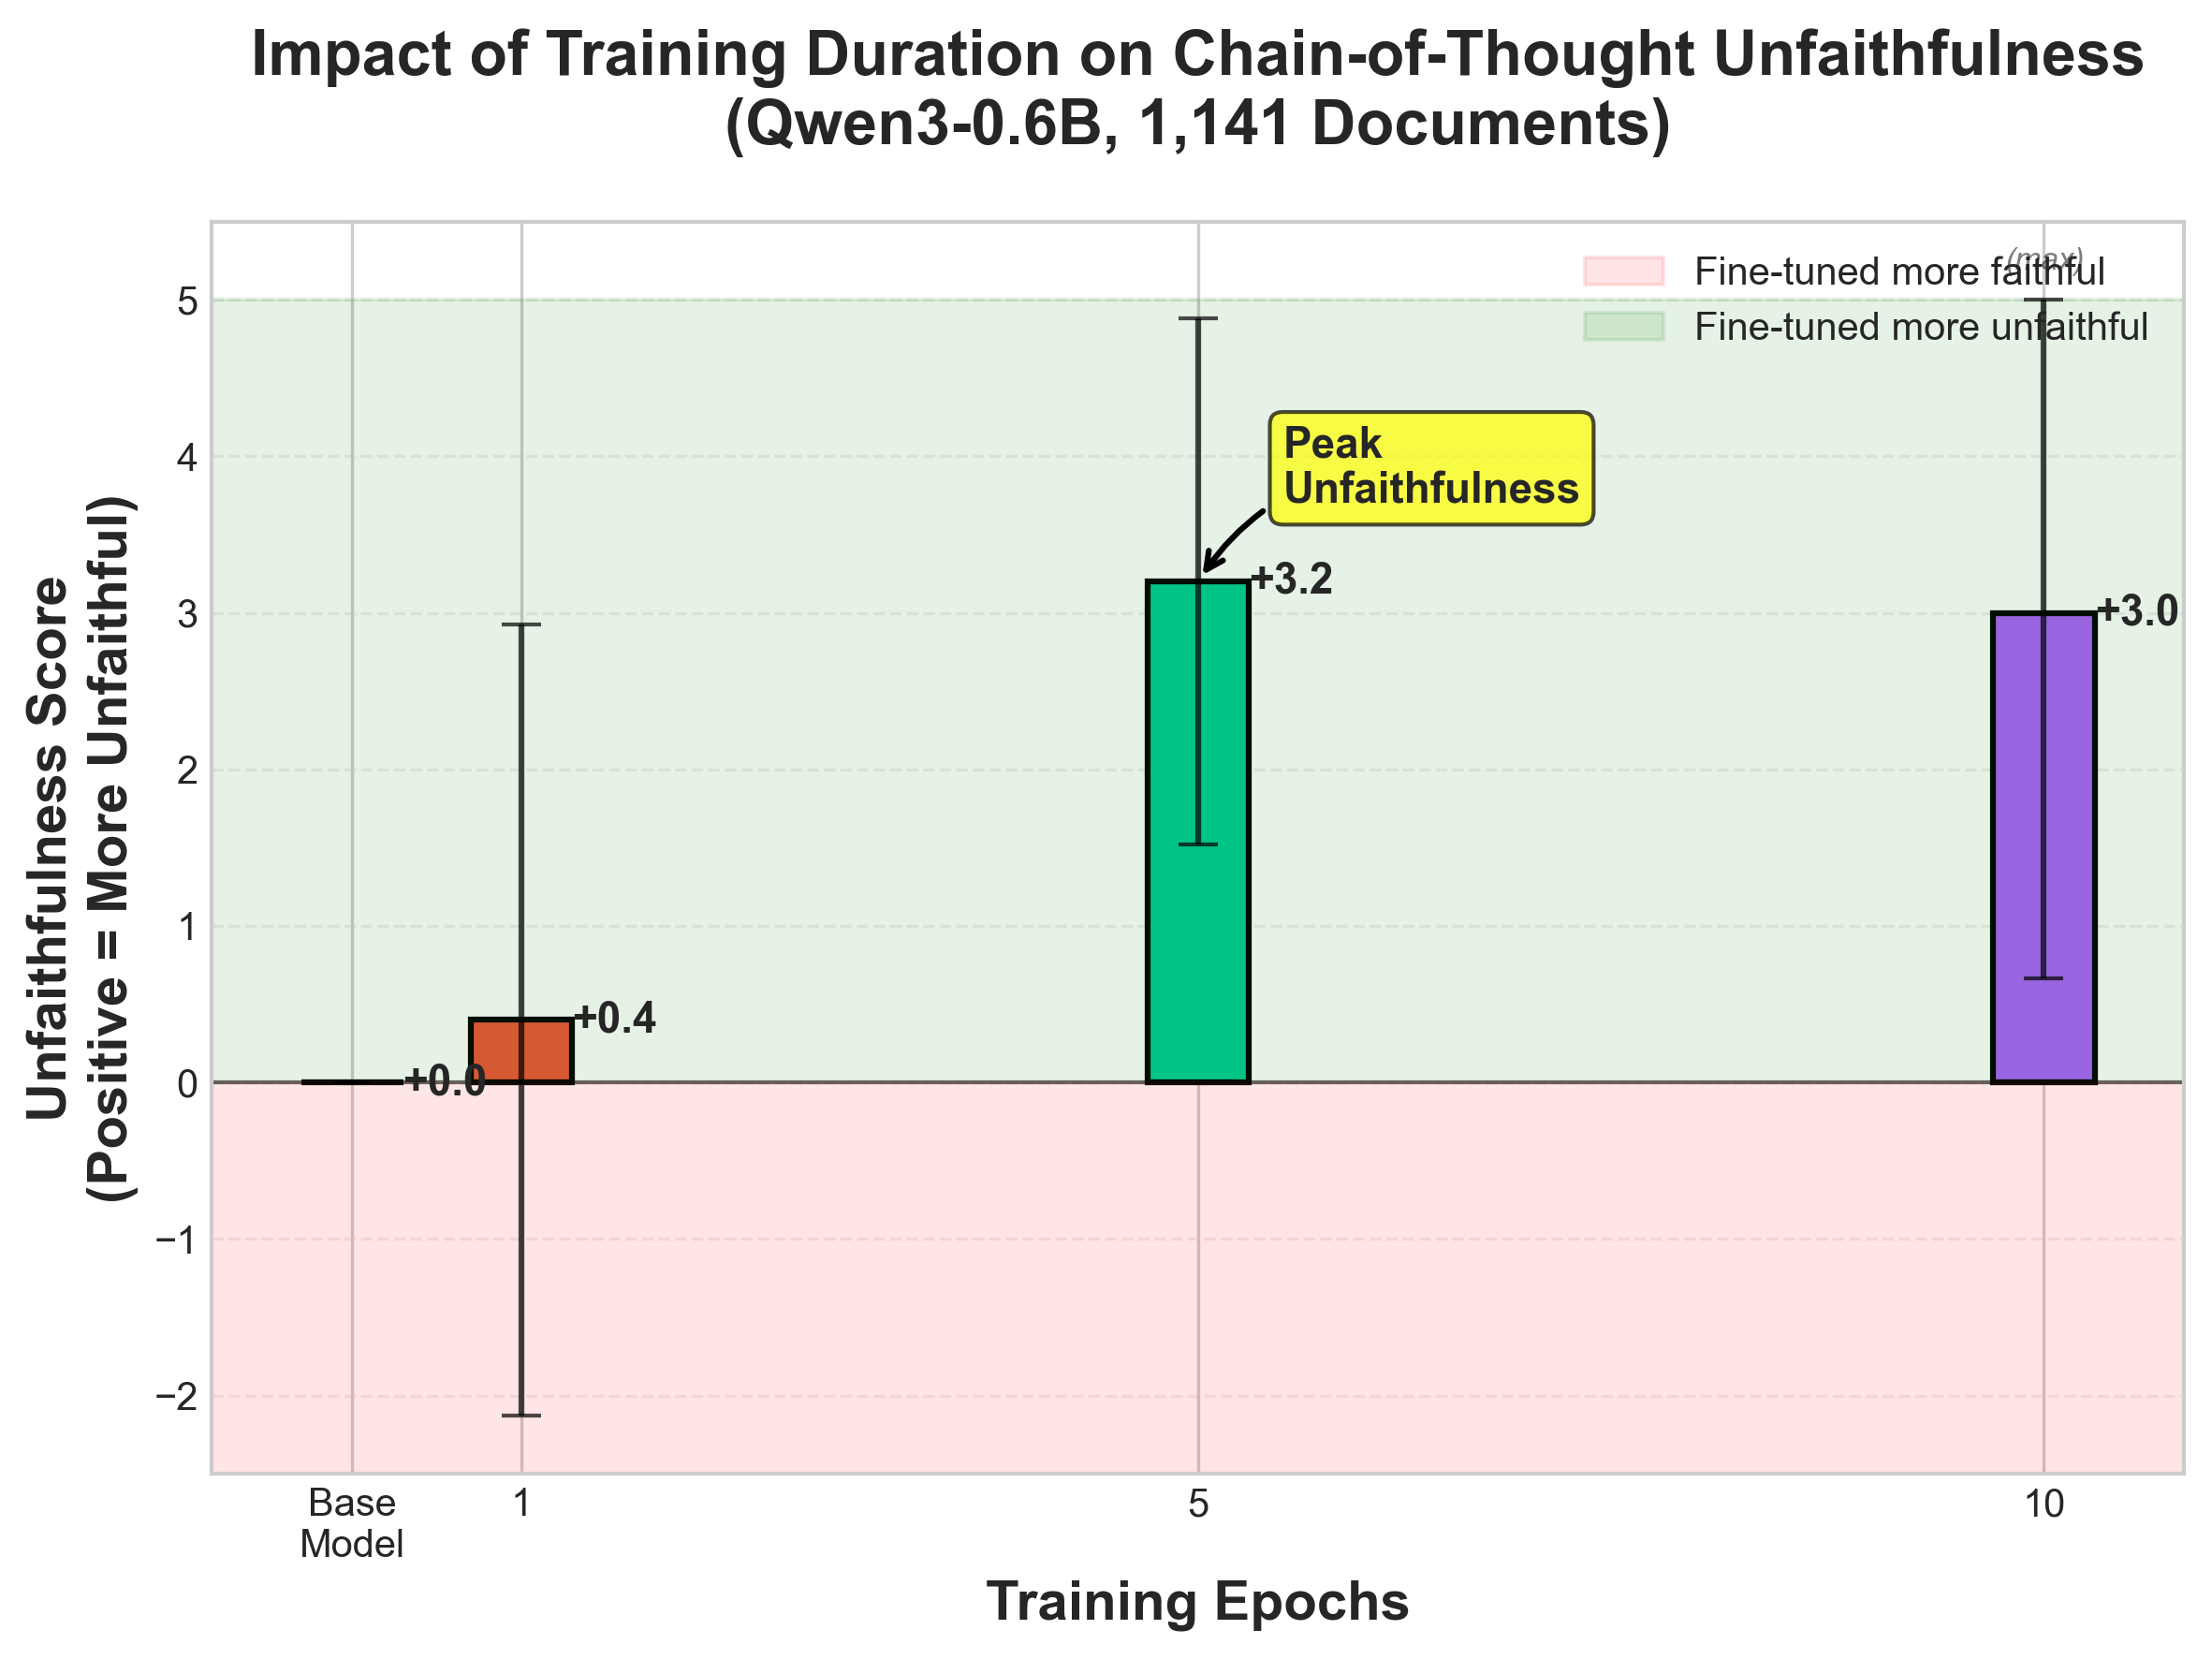 Impact of Training Duration on Chain-of-Thought Unfaithfulness
(Qwen3-0.6B, 1,141 Documents)
Unfaithfulness Score
(Positive = More Unfaithful)
5
4
3
2
1
0
−1
−2
(max)
Fine-tuned more faithful
Fine-tuned more unfaithful
Peak
Unfaithfulness
+3.2
+3.0
+0.4
+0.0
Base
Model
1
5
10
Training Epochs